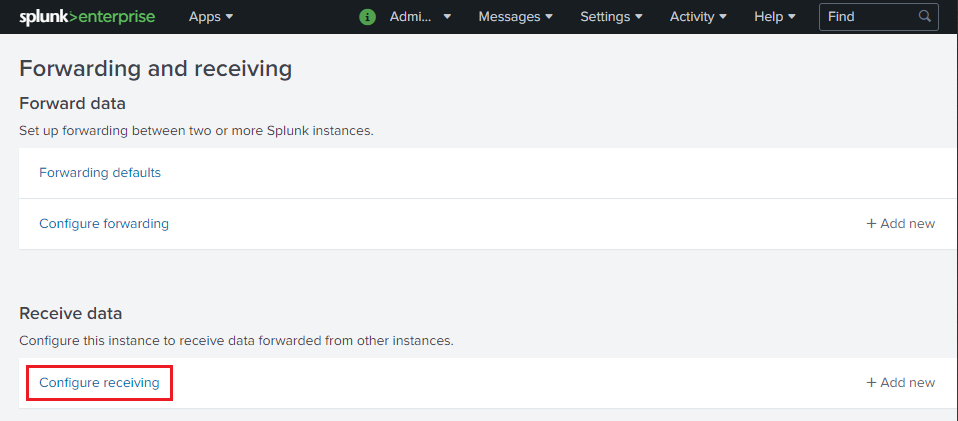 splunk>enterprise Apps i Admi... Messages Settings Activity Help Find
Forwarding and receiving
Forward data
Set up forwarding between two or more Splunk instances.
Forwarding defaults
Configure forwarding + Add new
Receive data
Configure this instance to receive data forwarded from other instances.
Configure receiving + Add new